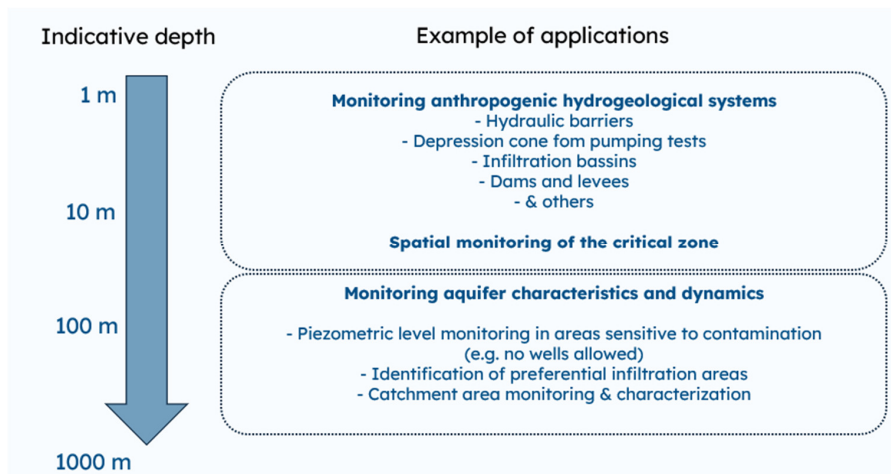 Indicative depth
Example of applications
1 m
10 m
100 m
1000 m
Monitoring anthropogenic hydrogeological systems
- Hydraulic barriers
- Depression cone fom pumping tests
- Infiltration bassins
- Dams and levees
- & others
Spatial monitoring of the critical zone
Monitoring aquifer characteristics and dynamics
- Piezometric level monitoring in areas sensitive to contamination
(e.g. no wells allowed)
- Identification of preferential infiltration areas
- Catchment area monitoring & characterization